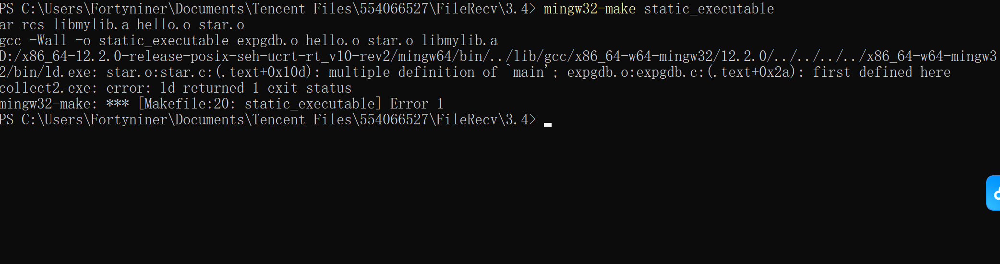 PS C:\Users\Fortyniner\Documents\Tencent Files\554066527\FileRecv\3.4> mingw32-make static_executable
ar rcs libmylib.a hello.o star.o
gcc -Wall -o static_executable expgdb.o hello.o star.o libmylib.a
D:/x86_64-12.2.0-release-posix-seh-ucrt-rt_v10-rev2/mingw64/bin/../lib/gcc/x86_64-w64-mingw32/12.2.0/../../../../x86_64-w64-mingw3
2/bin/ld.exe: star.o:star.c:(.text+0x10d): multiple definition of `main'; expgdb.o:expgdb.c:(.text+0x2a): first defined here
collect2.exe: error: ld returned 1 exit status
mingw32-make: *** [Makefile:20: static_executable] Error 1
PS C:\Users\Fortyniner\Documents\Tencent Files\554066527\FileRecv\3.4>